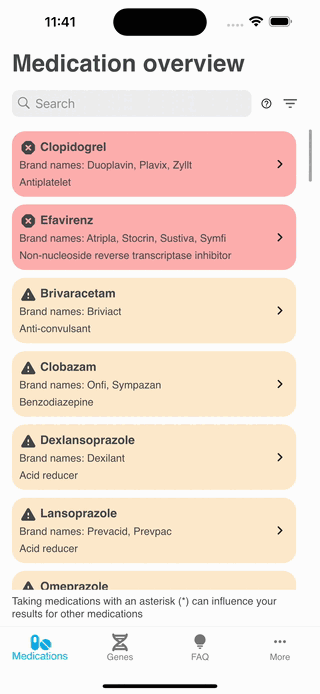 11:41
Medication overview
Search
Clopidogrel
Brand names: Duoplavin, Plavix, Zyllt
Antiplatelet
Efavirenz
Brand names: Atripla, Stocrin, Sustiva, Symfi
Non-nucleoside reverse transcriptase inhibitor
Brivaracetam
Brand names: Briviact
Anti-convulsant
Clobazam
Brand names: Onfi, Sympazan
Benzodiazepine
Dexlansoprazole
Brand names: Dexilant
Acid reducer
Lansoprazole
Brand names: Prevacid, Prevpac
Acid reducer
Omeprazole
Taking medications with an asterisk (*) can influence your
results for other medications
Medications Genes FAQ More